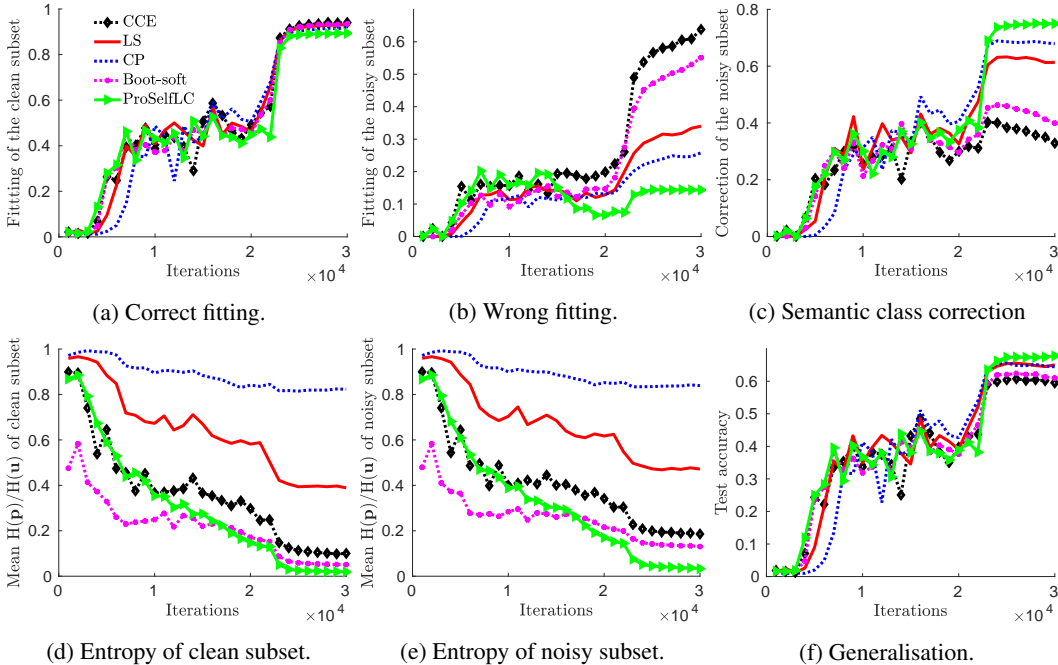 Fittting of the clean subset
1
0.8
0.6
0.4
0.2
0
CCE
LS
CP
Boot-soft
ProSelfLC
0 1 2 3
Iterations
×10^4
(a) Correct fitting.
Fittting of the noisy subset
0.6
0.5
0.4
0.3
0.2
0.1
0
0 1 2 3
Iterations
×10^4
(b) Wrong fitting.
Correction of the noisy subset
0.8
0.6
0.4
0.2
0
0 1 2 3
Iterations
×10^4
(c) Semantic class correction
Mean H(p)/H(u) of clean subset
1
0.8
0.6
0.4
0.2
0
0 1 2 3
Iterations
×10^4
(d) Entropy of clean subset.
Mean H(p)/H(u) of noisy subset
1
0.8
0.6
0.4
0.2
0
0 1 2 3
Iterations
×10^4
(e) Entropy of noisy subset.
Test accuracy
0.6
0.5
0.4
0.3
0.2
0.1
0
0 1 2 3
Iterations
×10^4
(f) Generalisation.